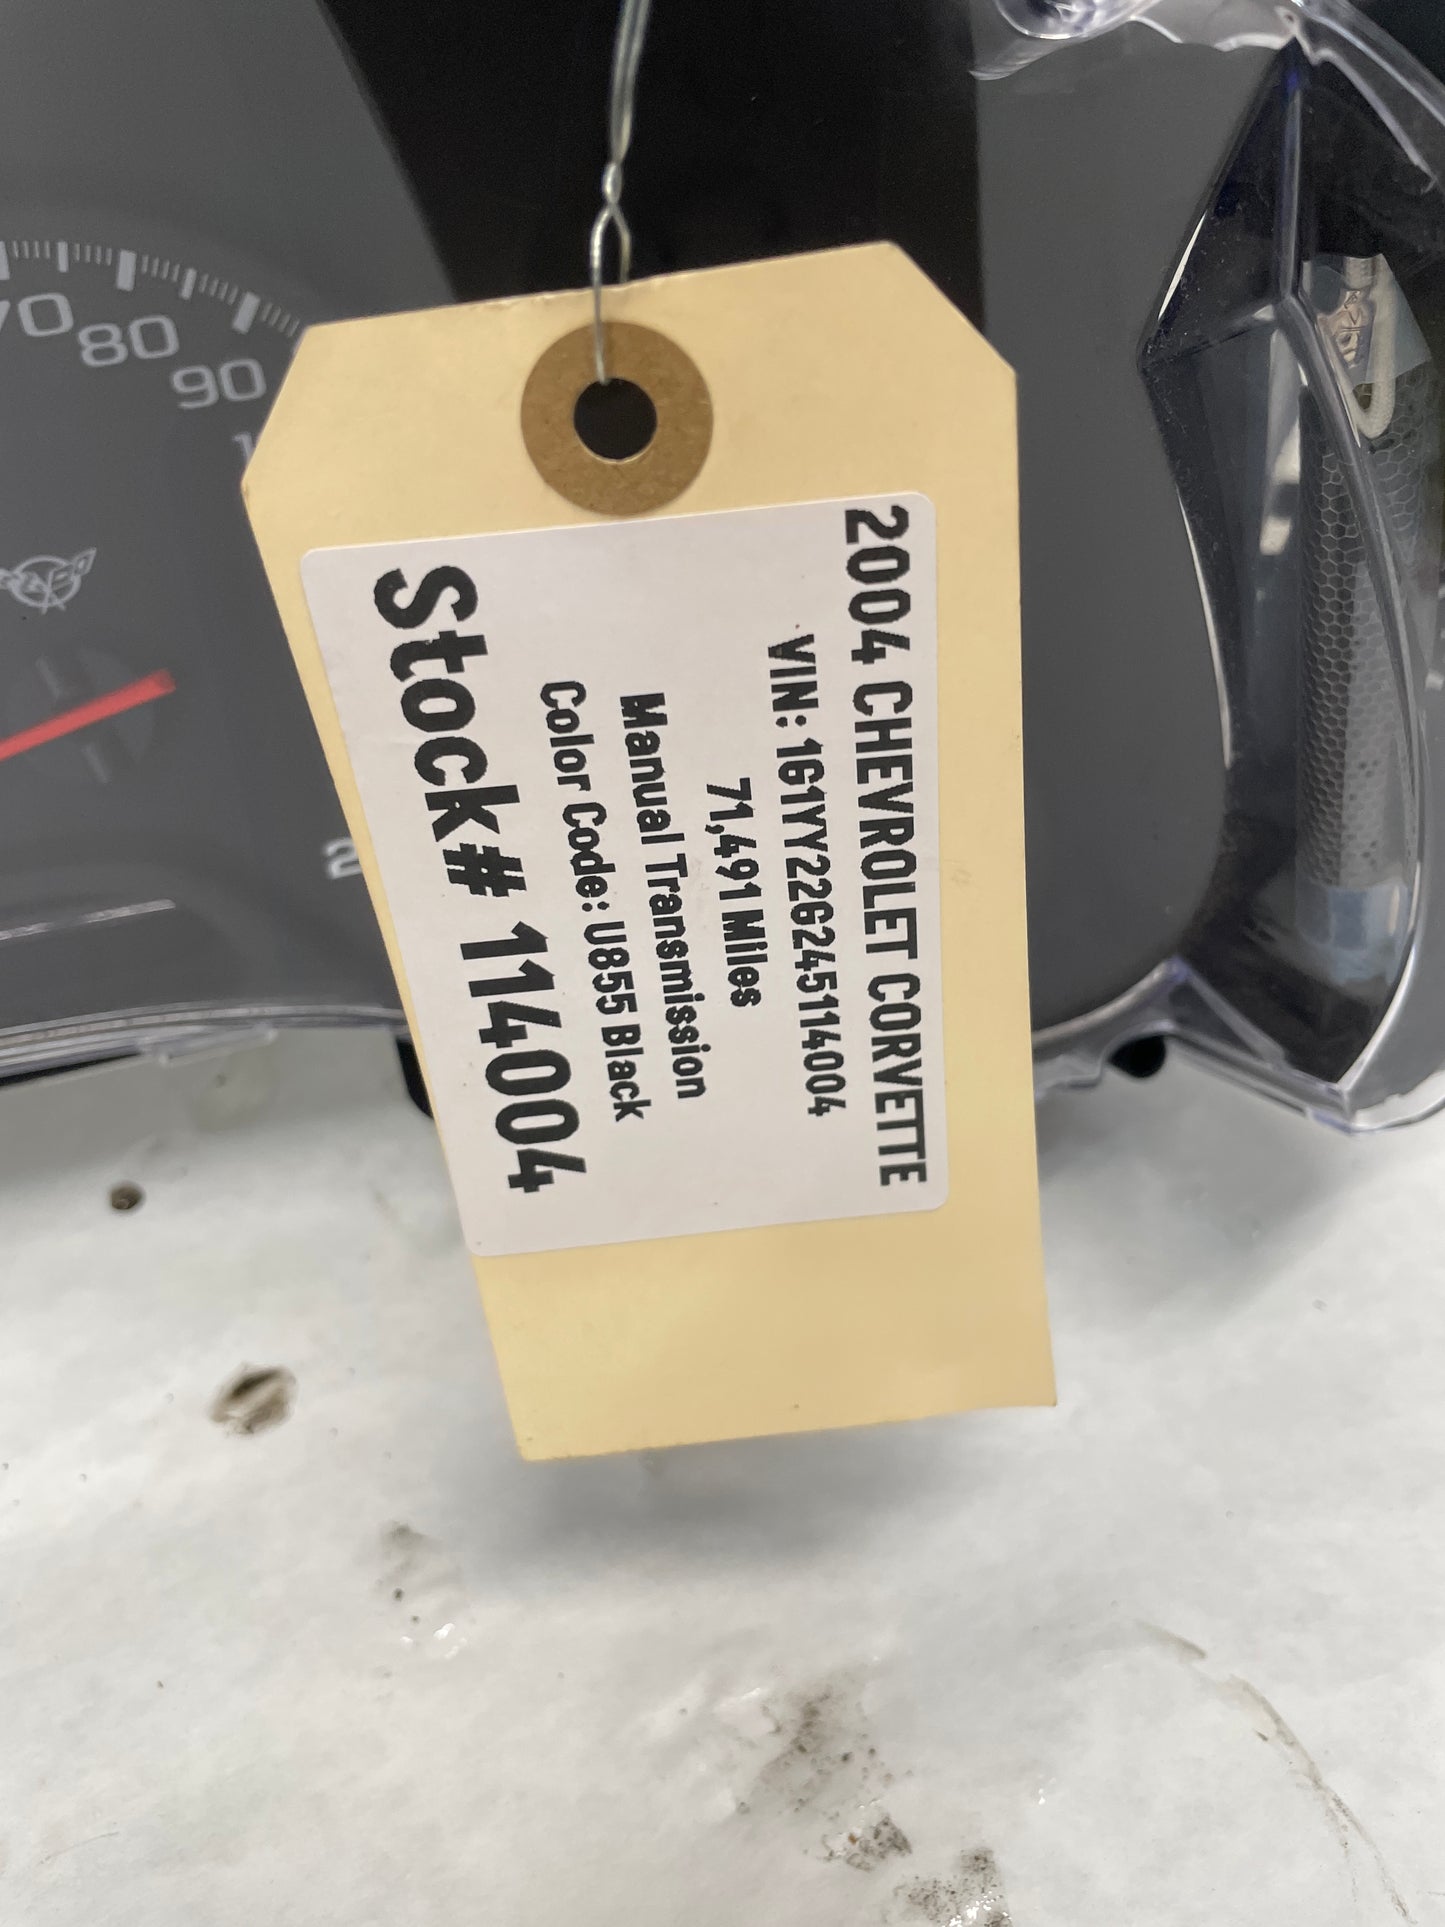 2004 CHEVROLET CORVETTE
VIN: 1G1YY22G245114004
71,491 Miles
Manual Transmission
Color Code: U855 Black
Stock# 114004
70
80
90